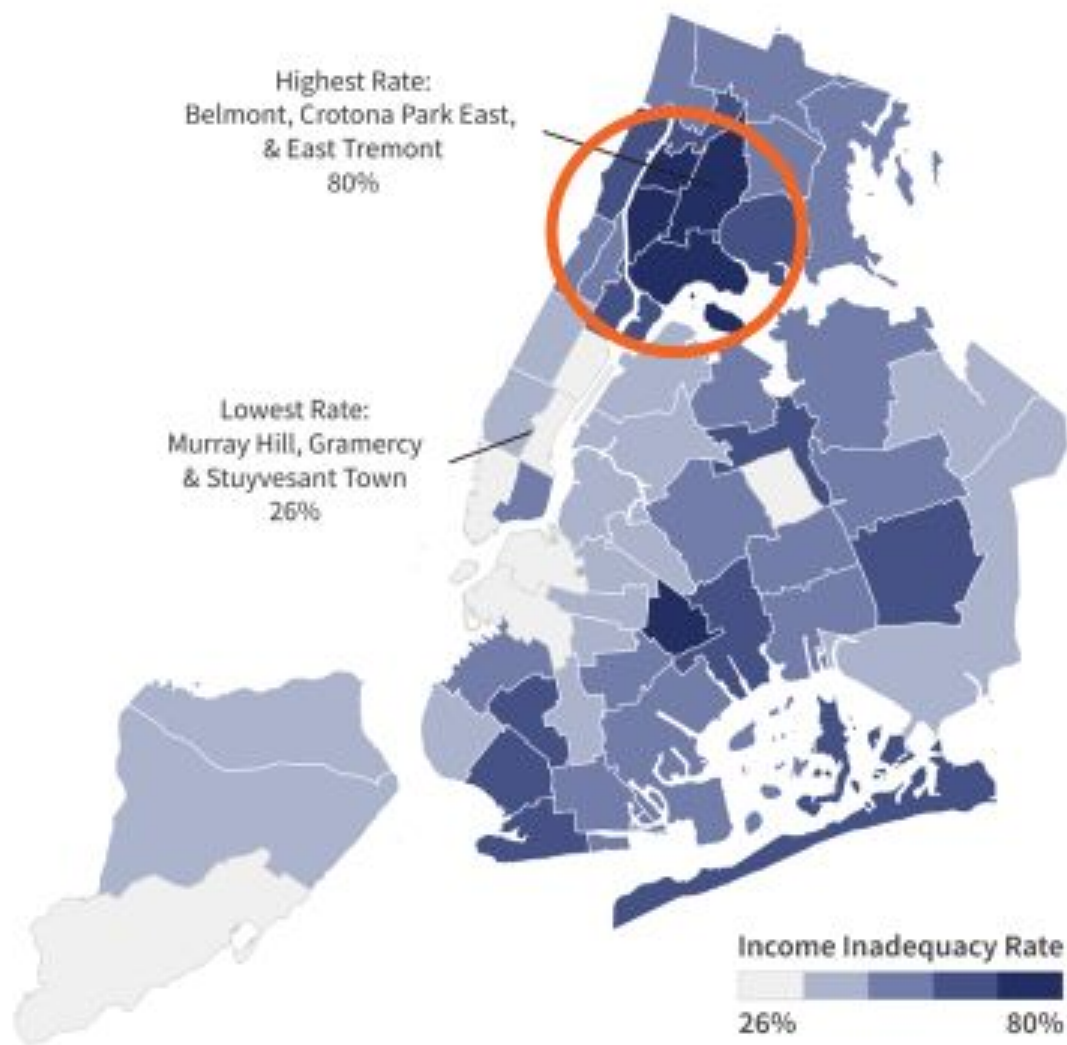 Highest Rate:
Belmont, Crotona Park East,
& East Tremont
80%
Lowest Rate:
Murray Hill, Gramercy
& Stuyvesant Town
26%
Income Inadequacy Rate
26% 80%